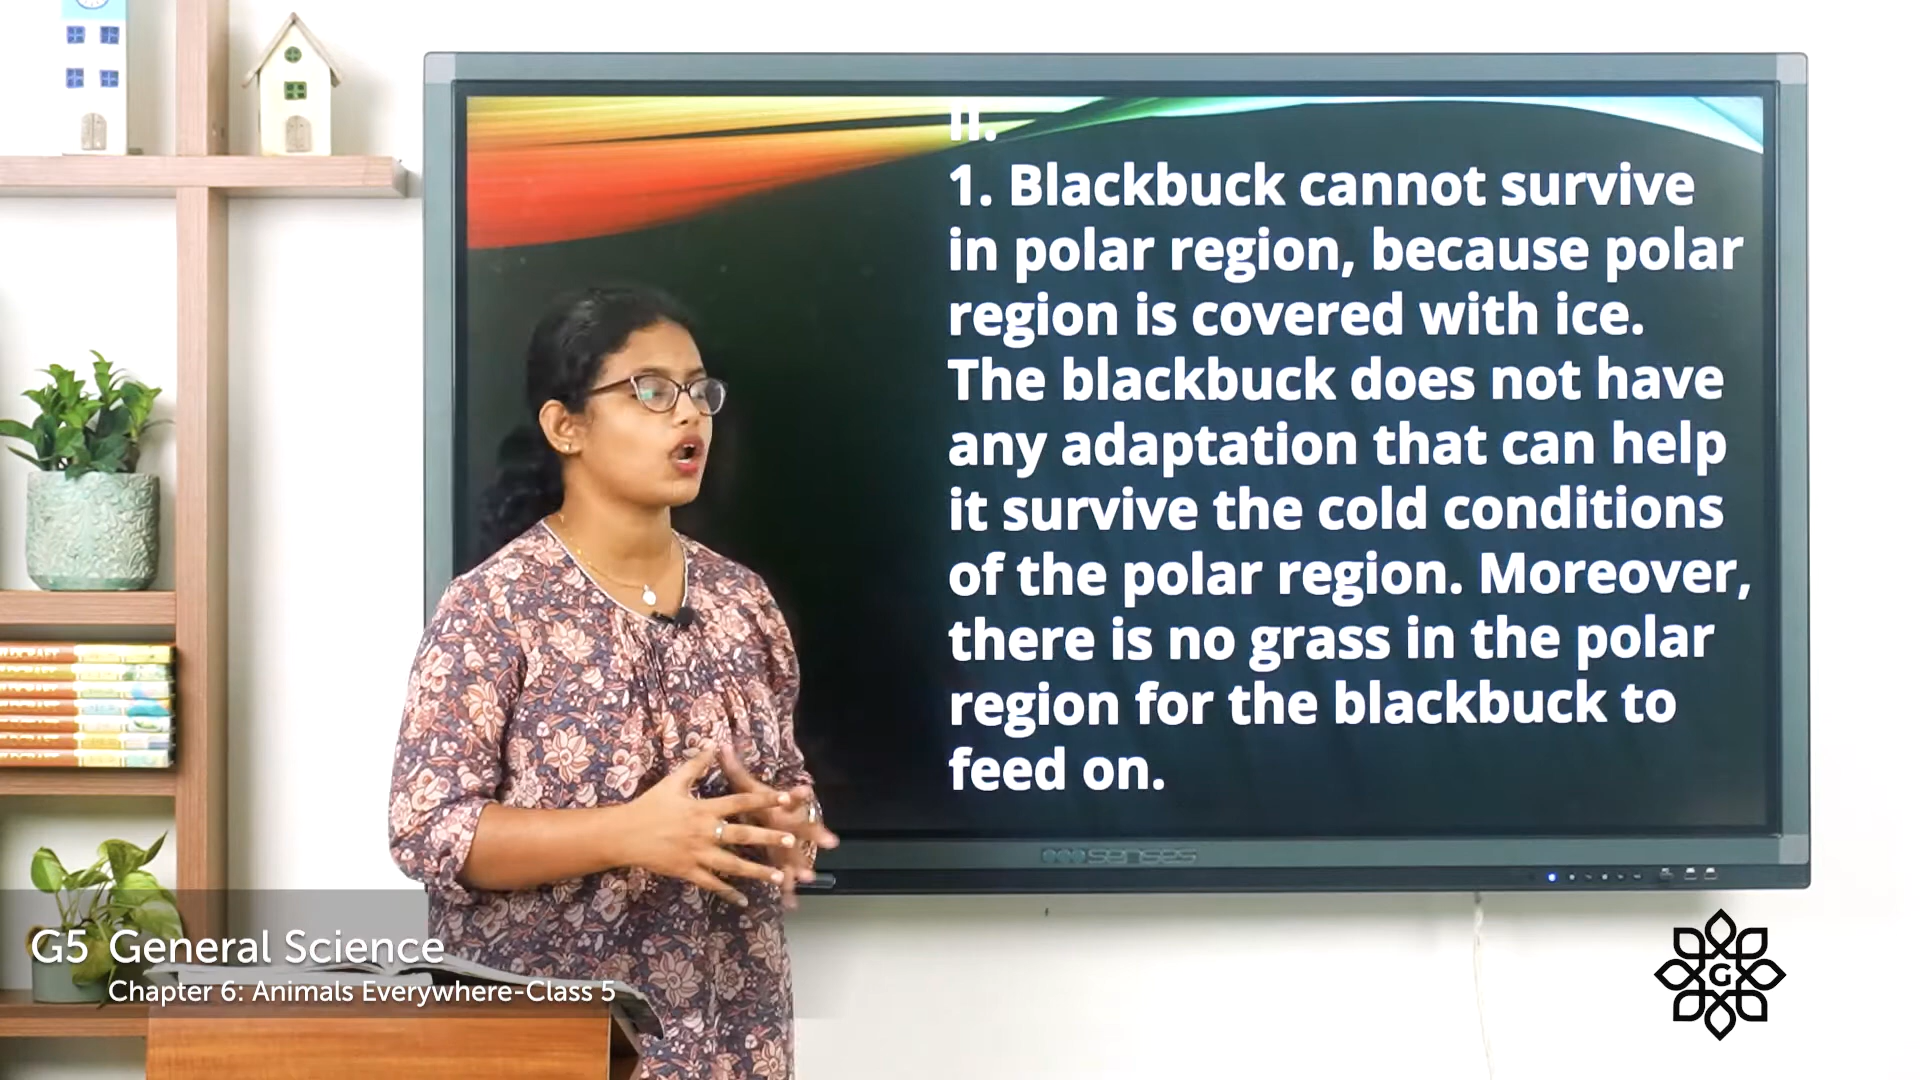 II.
1. Blackbuck cannot survive
in polar region, because polar
region is covered with ice.
The blackbuck does not have
any adaptation that can help
it survive the cold conditions
of the polar region. Moreover,
there is no grass in the polar
region for the blackbuck to
feed on.
senses
G5 General Science
Chapter 6: Animals Everywhere-Class 5
G